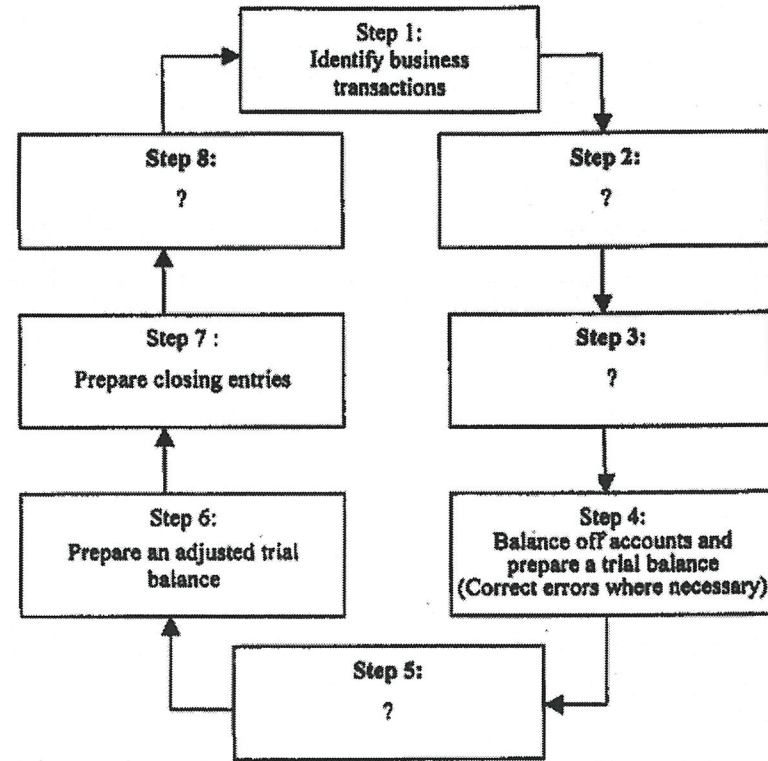 Step 1:
Identify business
transactions
Step 2:
?
Step 3:
?
Step 4:
Balance off accounts and
prepare a trial balance
(Correct errors where necessary)
Step 5:
?
Step 6:
Prepare an adjusted trial
balance
Step 7 :
Prepare closing entries
Step 8:
?